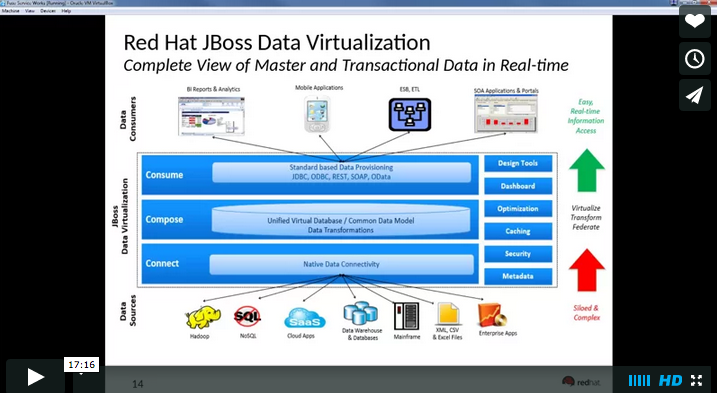 Fuse Service Works [Running] - Oracle VM VirtualBox
Machine View Devices Help
Red Hat JBoss Data Virtualization
Complete View of Master and Transactional Data in Real-time
Data
Consumers
BI Reports & Analytics
Mobile Applications
ESB, ETL
SOA Applications & Portals
Easy,
Real-time
Information
Access
JBoss
Data Virtualization
Consume
Standard based Data Provisioning
JDBC, ODBC, REST, SOAP, OData
Compose
Unified Virtual Database / Common Data Model
Data Transformations
Connect
Native Data Connectivity
Design Tools
Dashboard
Optimization
Caching
Security
Metadata
Virtualize
Transform
Federate
Siloed &
Complex
Data
Sources
Hadoop
SQL
NoSQL
SaaS
Cloud Apps
Data Warehouse
& Databases
Mainframe
XML, CSV
& Excel Files
Enterprise Apps
17:16
14
redhat
HD